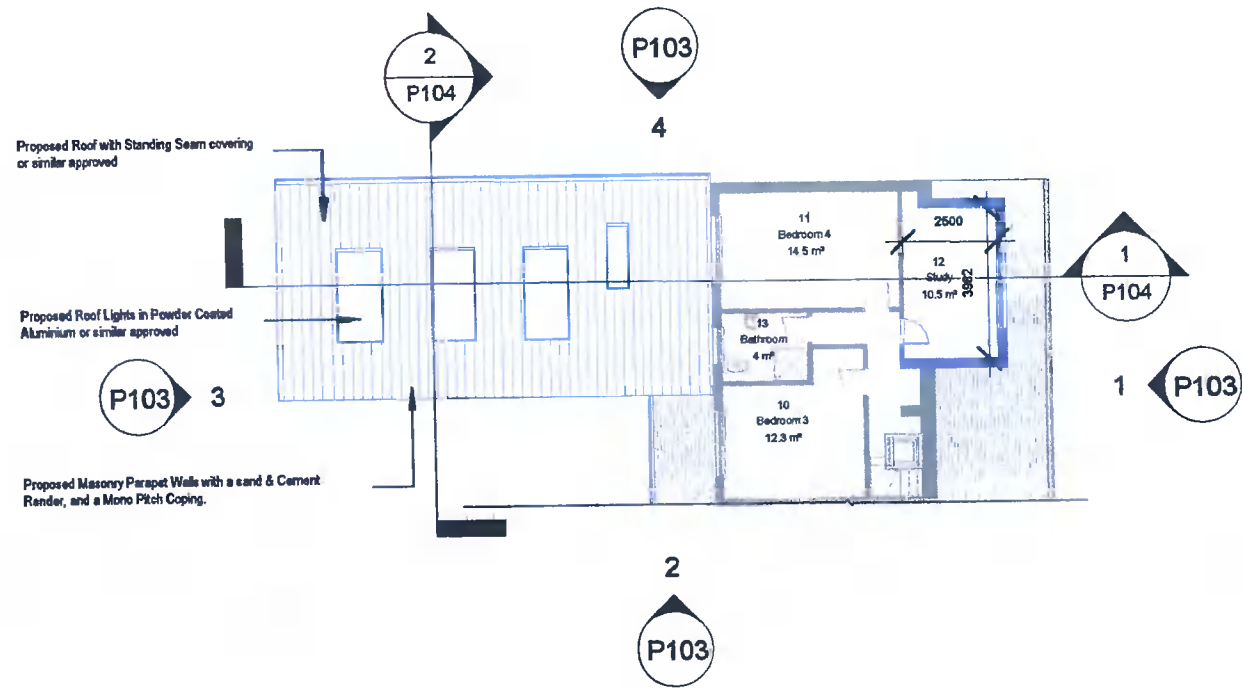 P103
4
2
P104
Proposed Roof with Standing Seam covering
or similar approved
11
Bedroom 4
14.5 m²
2500
12
Study
10.5 m²
3982
1
P104
Proposed Roof Lights in Powder Coated
Aluminium or similar approved
13
Bathroom
4 m²
P103
3
1
P103
10
Bedroom 3
12.3 m²
Proposed Masonry Parapet Walls with a sand & Cement
Render, and a Mono Pitch Coping.
2
P103